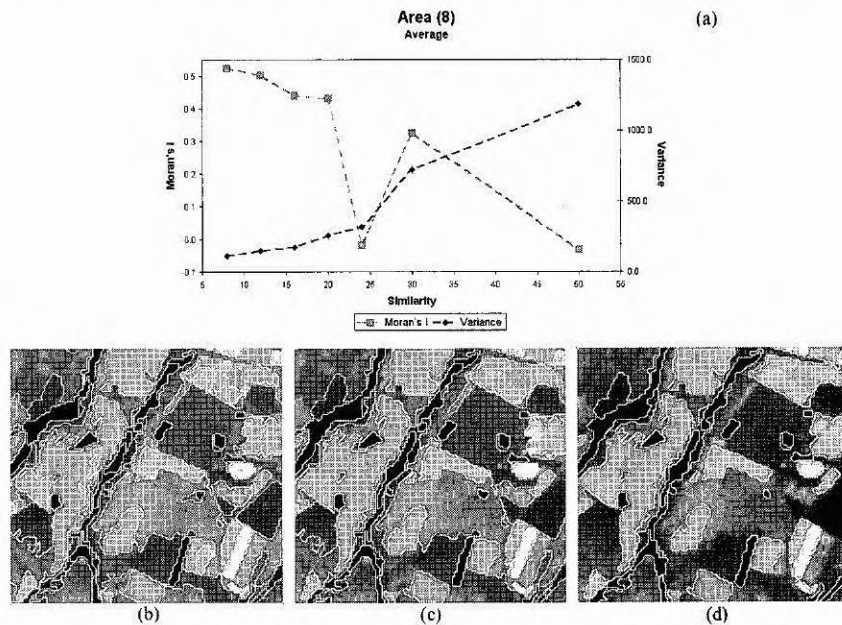 Area (8)
(a)
Average
0.5
0.4
0.3
0.2
0.1
0.0
-0.1
Moran's I
1500.0
1000.0
500.0
0.0
Variance
5 10 15 20 25 30 35 40 45 50 55
Similarity
Moran's I Variance
(b) (c) (d)